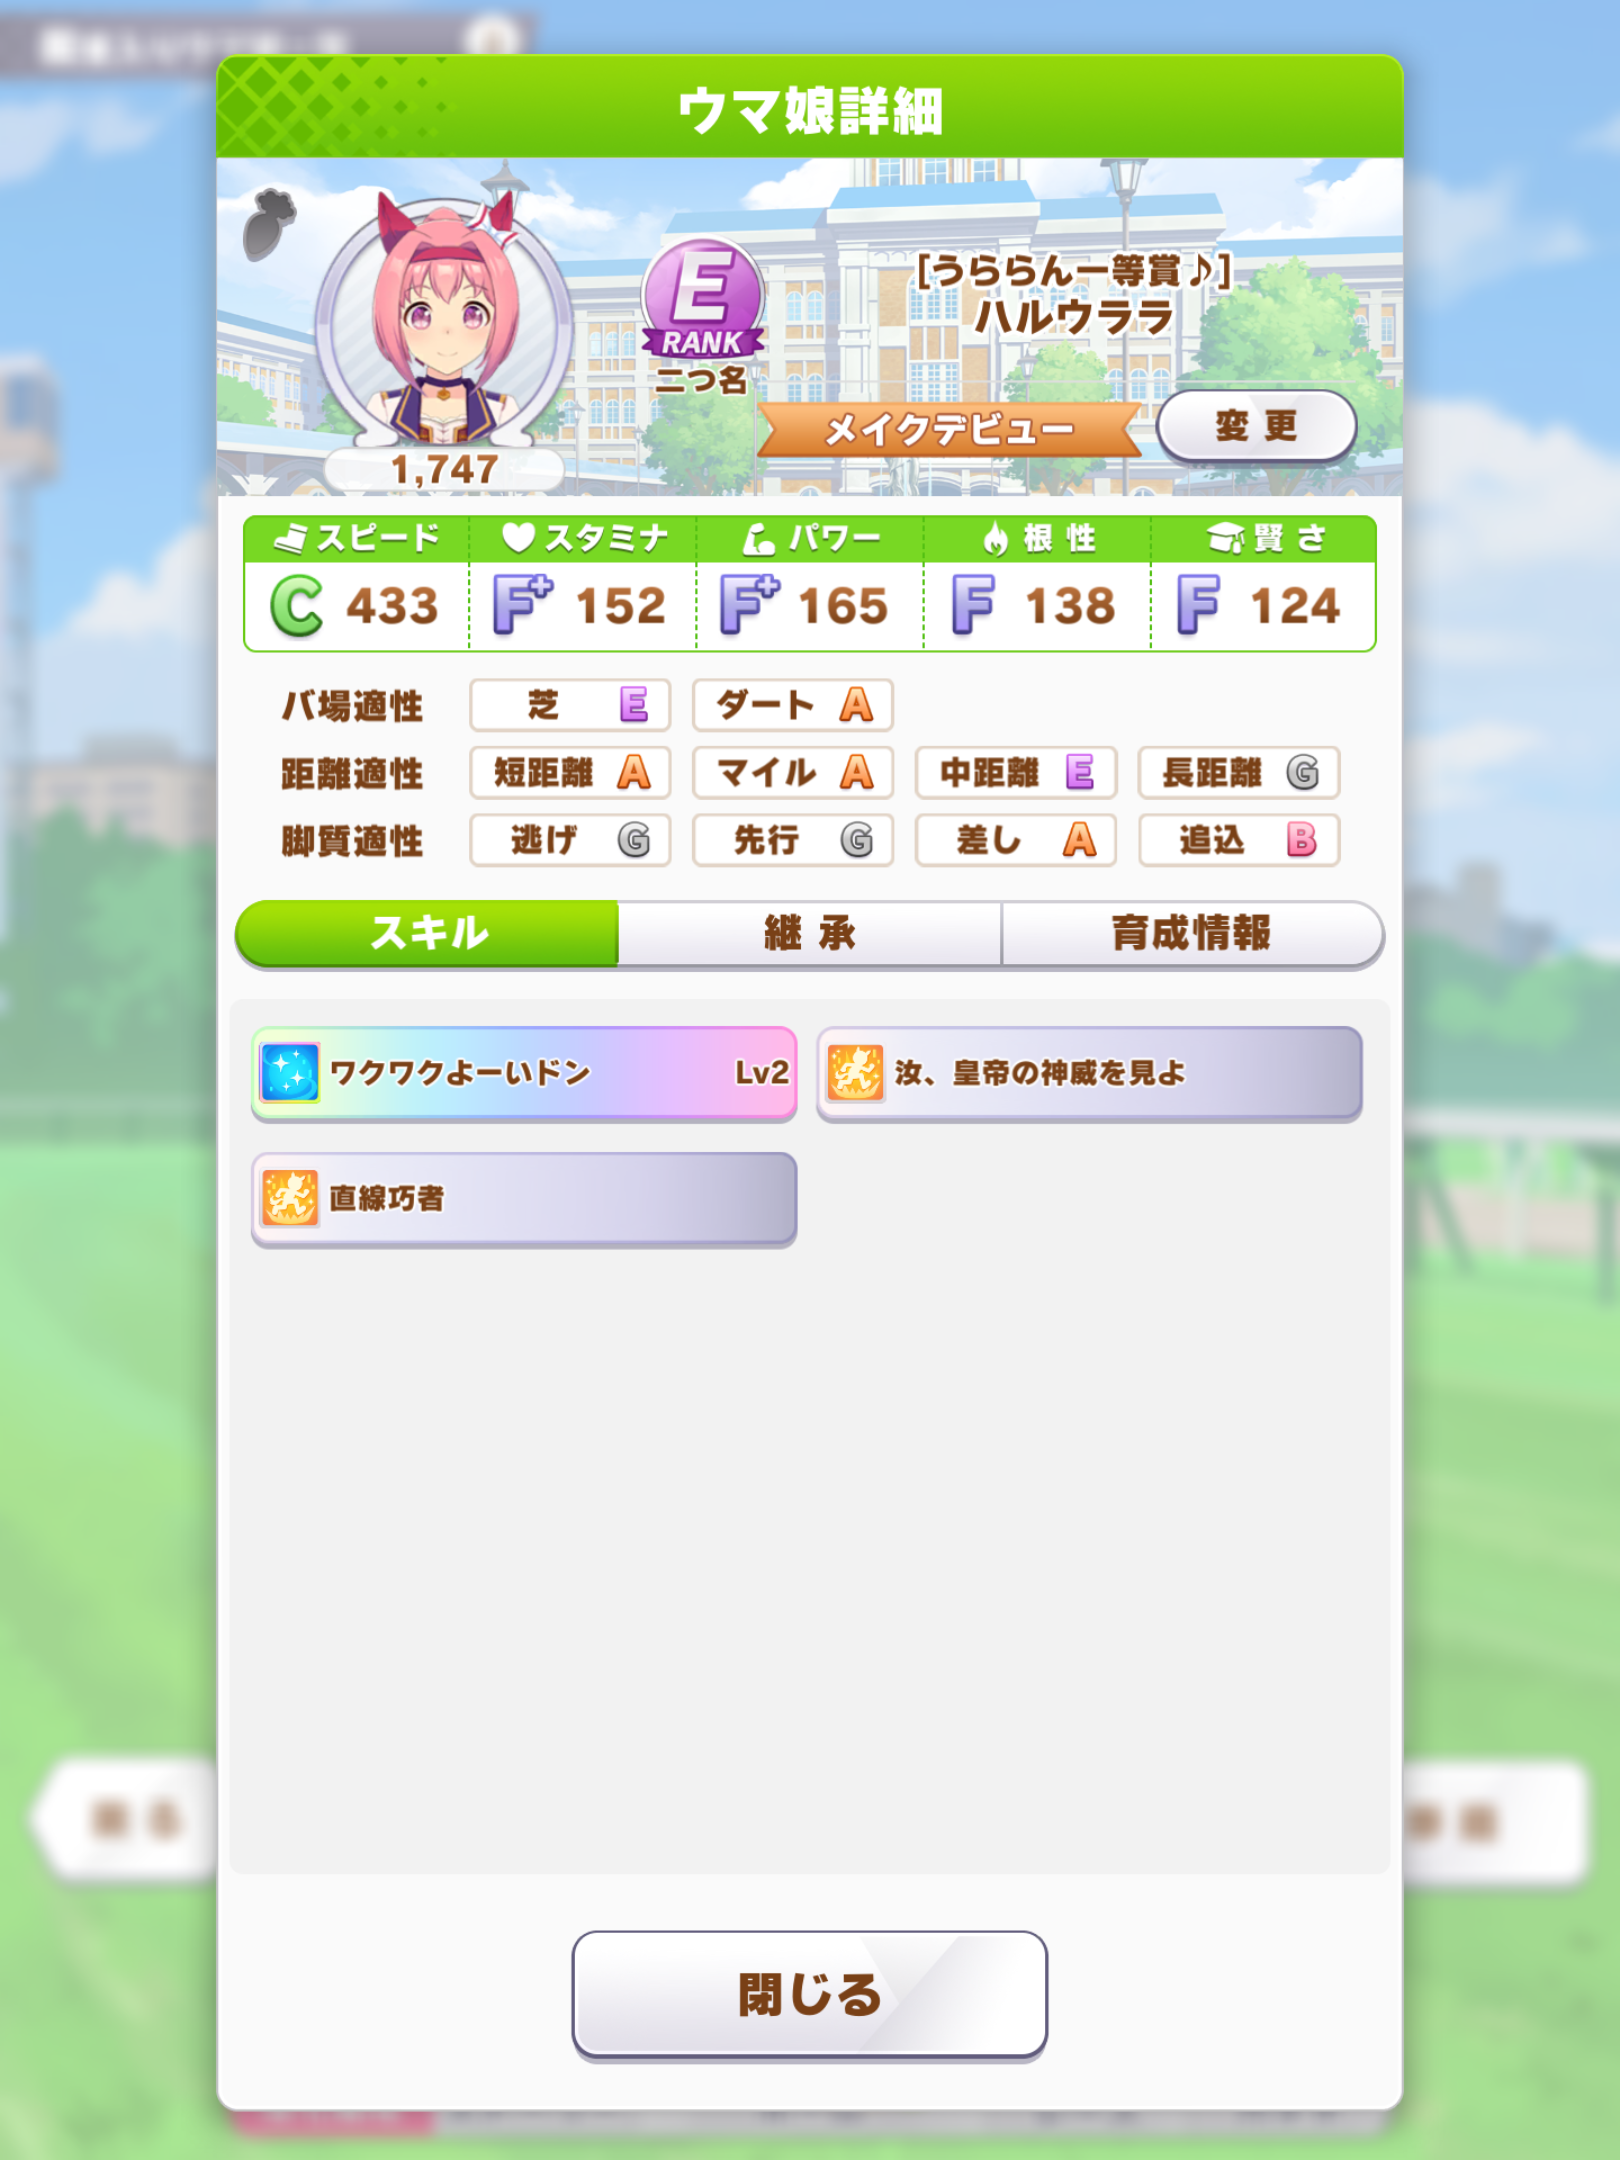 ウマ娘詳細
[うららん一等賞♪]
ハルウララ
E
RANK
二つ名
メイクデビュー
変更
1,747
スピード スタミナ パワー 根性 賢さ
C 433 F+ 152 F+ 165 F 138 F 124
バ場適性 芝 E ダート A
距離適性 短距離 A マイル A 中距離 E 長距離 G
脚質適性 逃げ G 先行 G 差し A 追込 B
スキル 継承 育成情報
ワクワクよーいドン Lv2 汝、皇帝の神威を見よ
直線巧者
閉じる